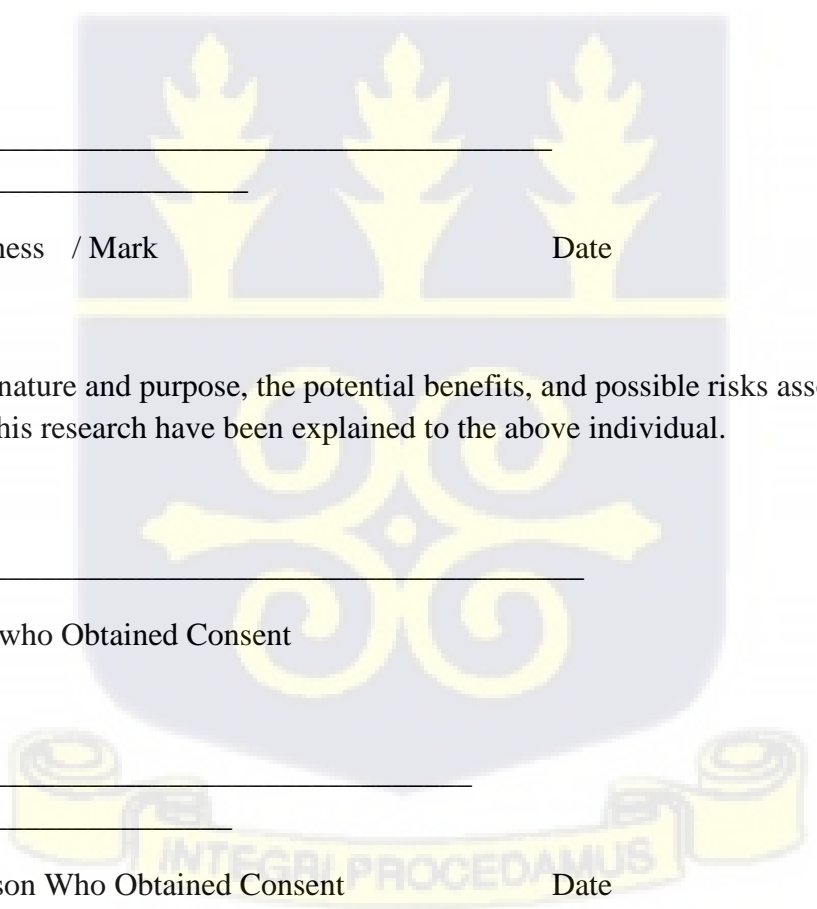 ness / Mark Date
nature and purpose, the potential benefits, and possible risks
his research have been explained to the above individual.
who Obtained Consent
son Who Obtained Consent Date
INTEGRI PROCEDAMUS